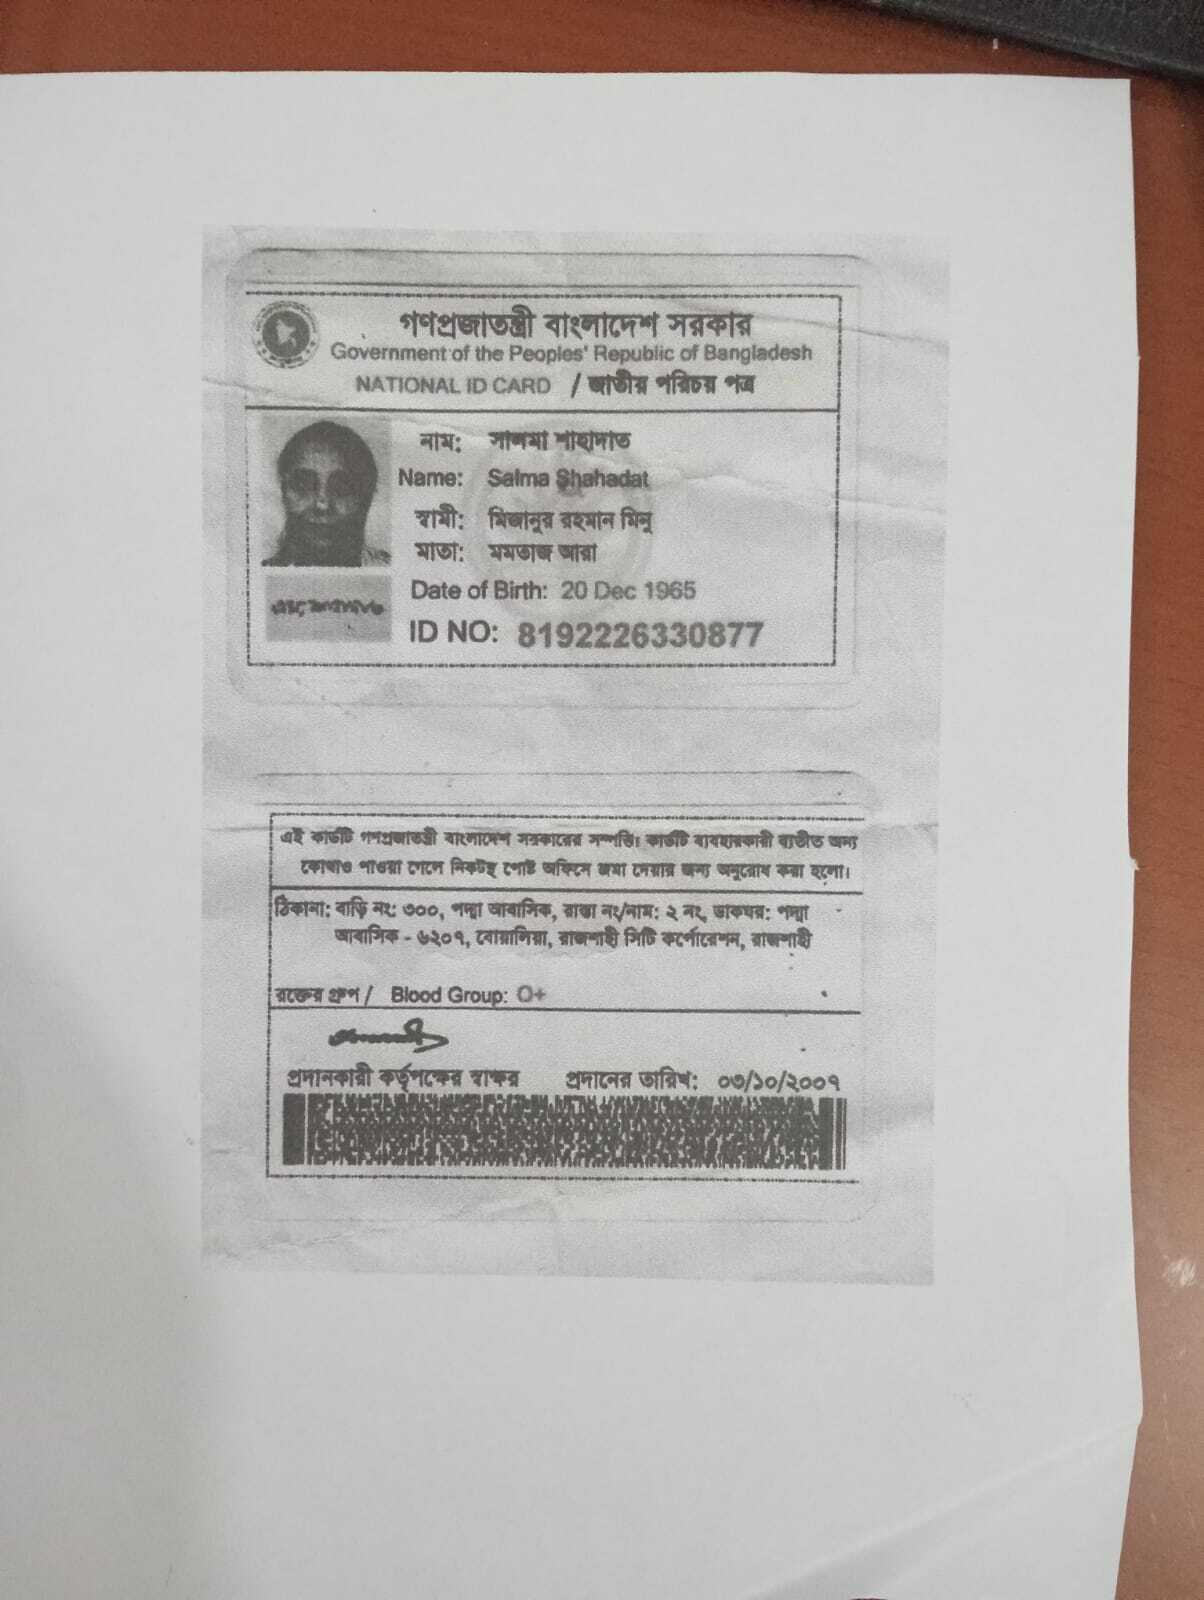 গণপ্রজাতন্ত্রী বাংলাদেশ সরকার
Government of the Peoples' Republic of Bangladesh
NATIONAL ID CARD / জাতীয় পরিচয় পত্র
নাম: সালমা শাহাদাত
Name: Salma Shahadat
স্বামী: মিজানুর রহমান মিনু
মাতা: মমতাজ আরা
Date of Birth: 20 Dec 1965
ID NO: 8192226330877
এই কার্ডটি গণপ্রজাতন্ত্রী বাংলাদেশ সরকারের সম্পত্তি। কার্ডটি ব্যবহারকারী ব্যতীত অন্য
কোথাও পাওয়া গেলে নিকটস্থ পোষ্ট অফিসে জমা দেয়ার জন্য অনুরোধ করা হলো।
ঠিকানা: বাড়ি নং: ৩০০, পদ্মা আবাসিক, রাস্তা নং/নাম: ২ নং, ডাকঘর: পদ্মা
আবাসিক - ৬২০৭, বোয়ালিয়া, রাজশাহী সিটি কর্পোরেশন, রাজশাহী
রক্তের গ্রুপ / Blood Group: O+
প্রদানকারী কর্তৃপক্ষের স্বাক্ষর প্রদানের তারিখ: ০৩/১০/২০০৭